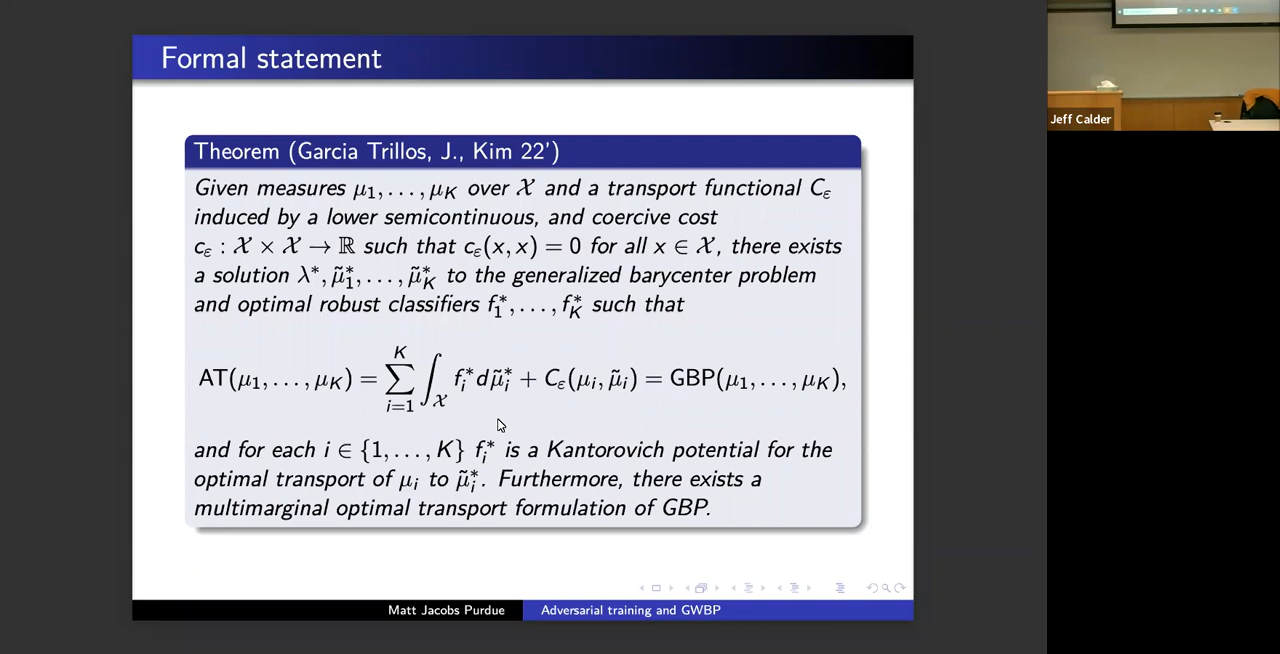 Formal statement
Theorem (Garcia Trillos, J., Kim 22')
Given measures μ₁, . . . , μ_K over 𝒳 and a transport functional C_ε
induced by a lower semicontinuous, and coercive cost
c_ε : 𝒳 × 𝒳 → ℝ such that c_ε(x, x) = 0 for all x ∈ 𝒳, there exists
a solution λ*, μ̃₁*, . . . , μ̃_K* to the generalized barycenter problem
and optimal robust classifiers f₁*, . . . , f_K* such that
AT(μ₁, . . . , μ_K) = ∑_{i=1}^{K} ∫_𝒳 f_i* dμ̃_i* + C_ε(μ_i, μ̃_i) = GBP(μ₁, . . . , μ_K),
and for each i ∈ {1, . . . , K} f_i* is a Kantorovich potential for the
optimal transport of μ_i to μ̃_i*. Furthermore, there exists a
multimarginal optimal transport formulation of GBP.
Matt Jacobs Purdue
Adversarial training and GWBP
Jeff Calder